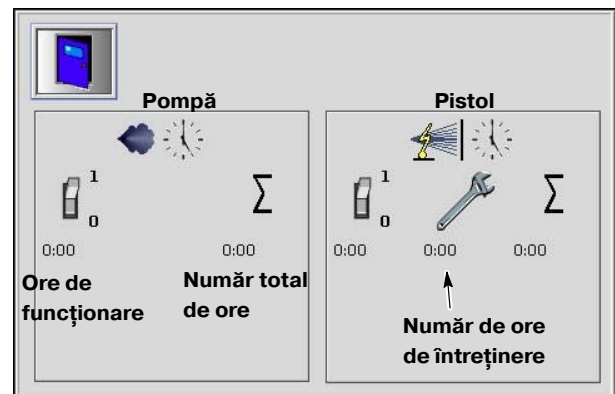 Pompă
Pistol
1
0
Σ
1
0
Σ
0:00 0:00
0:00 0:00 0:00
Ore de
funcționare
Număr total
de ore
Număr de ore
de întreținere